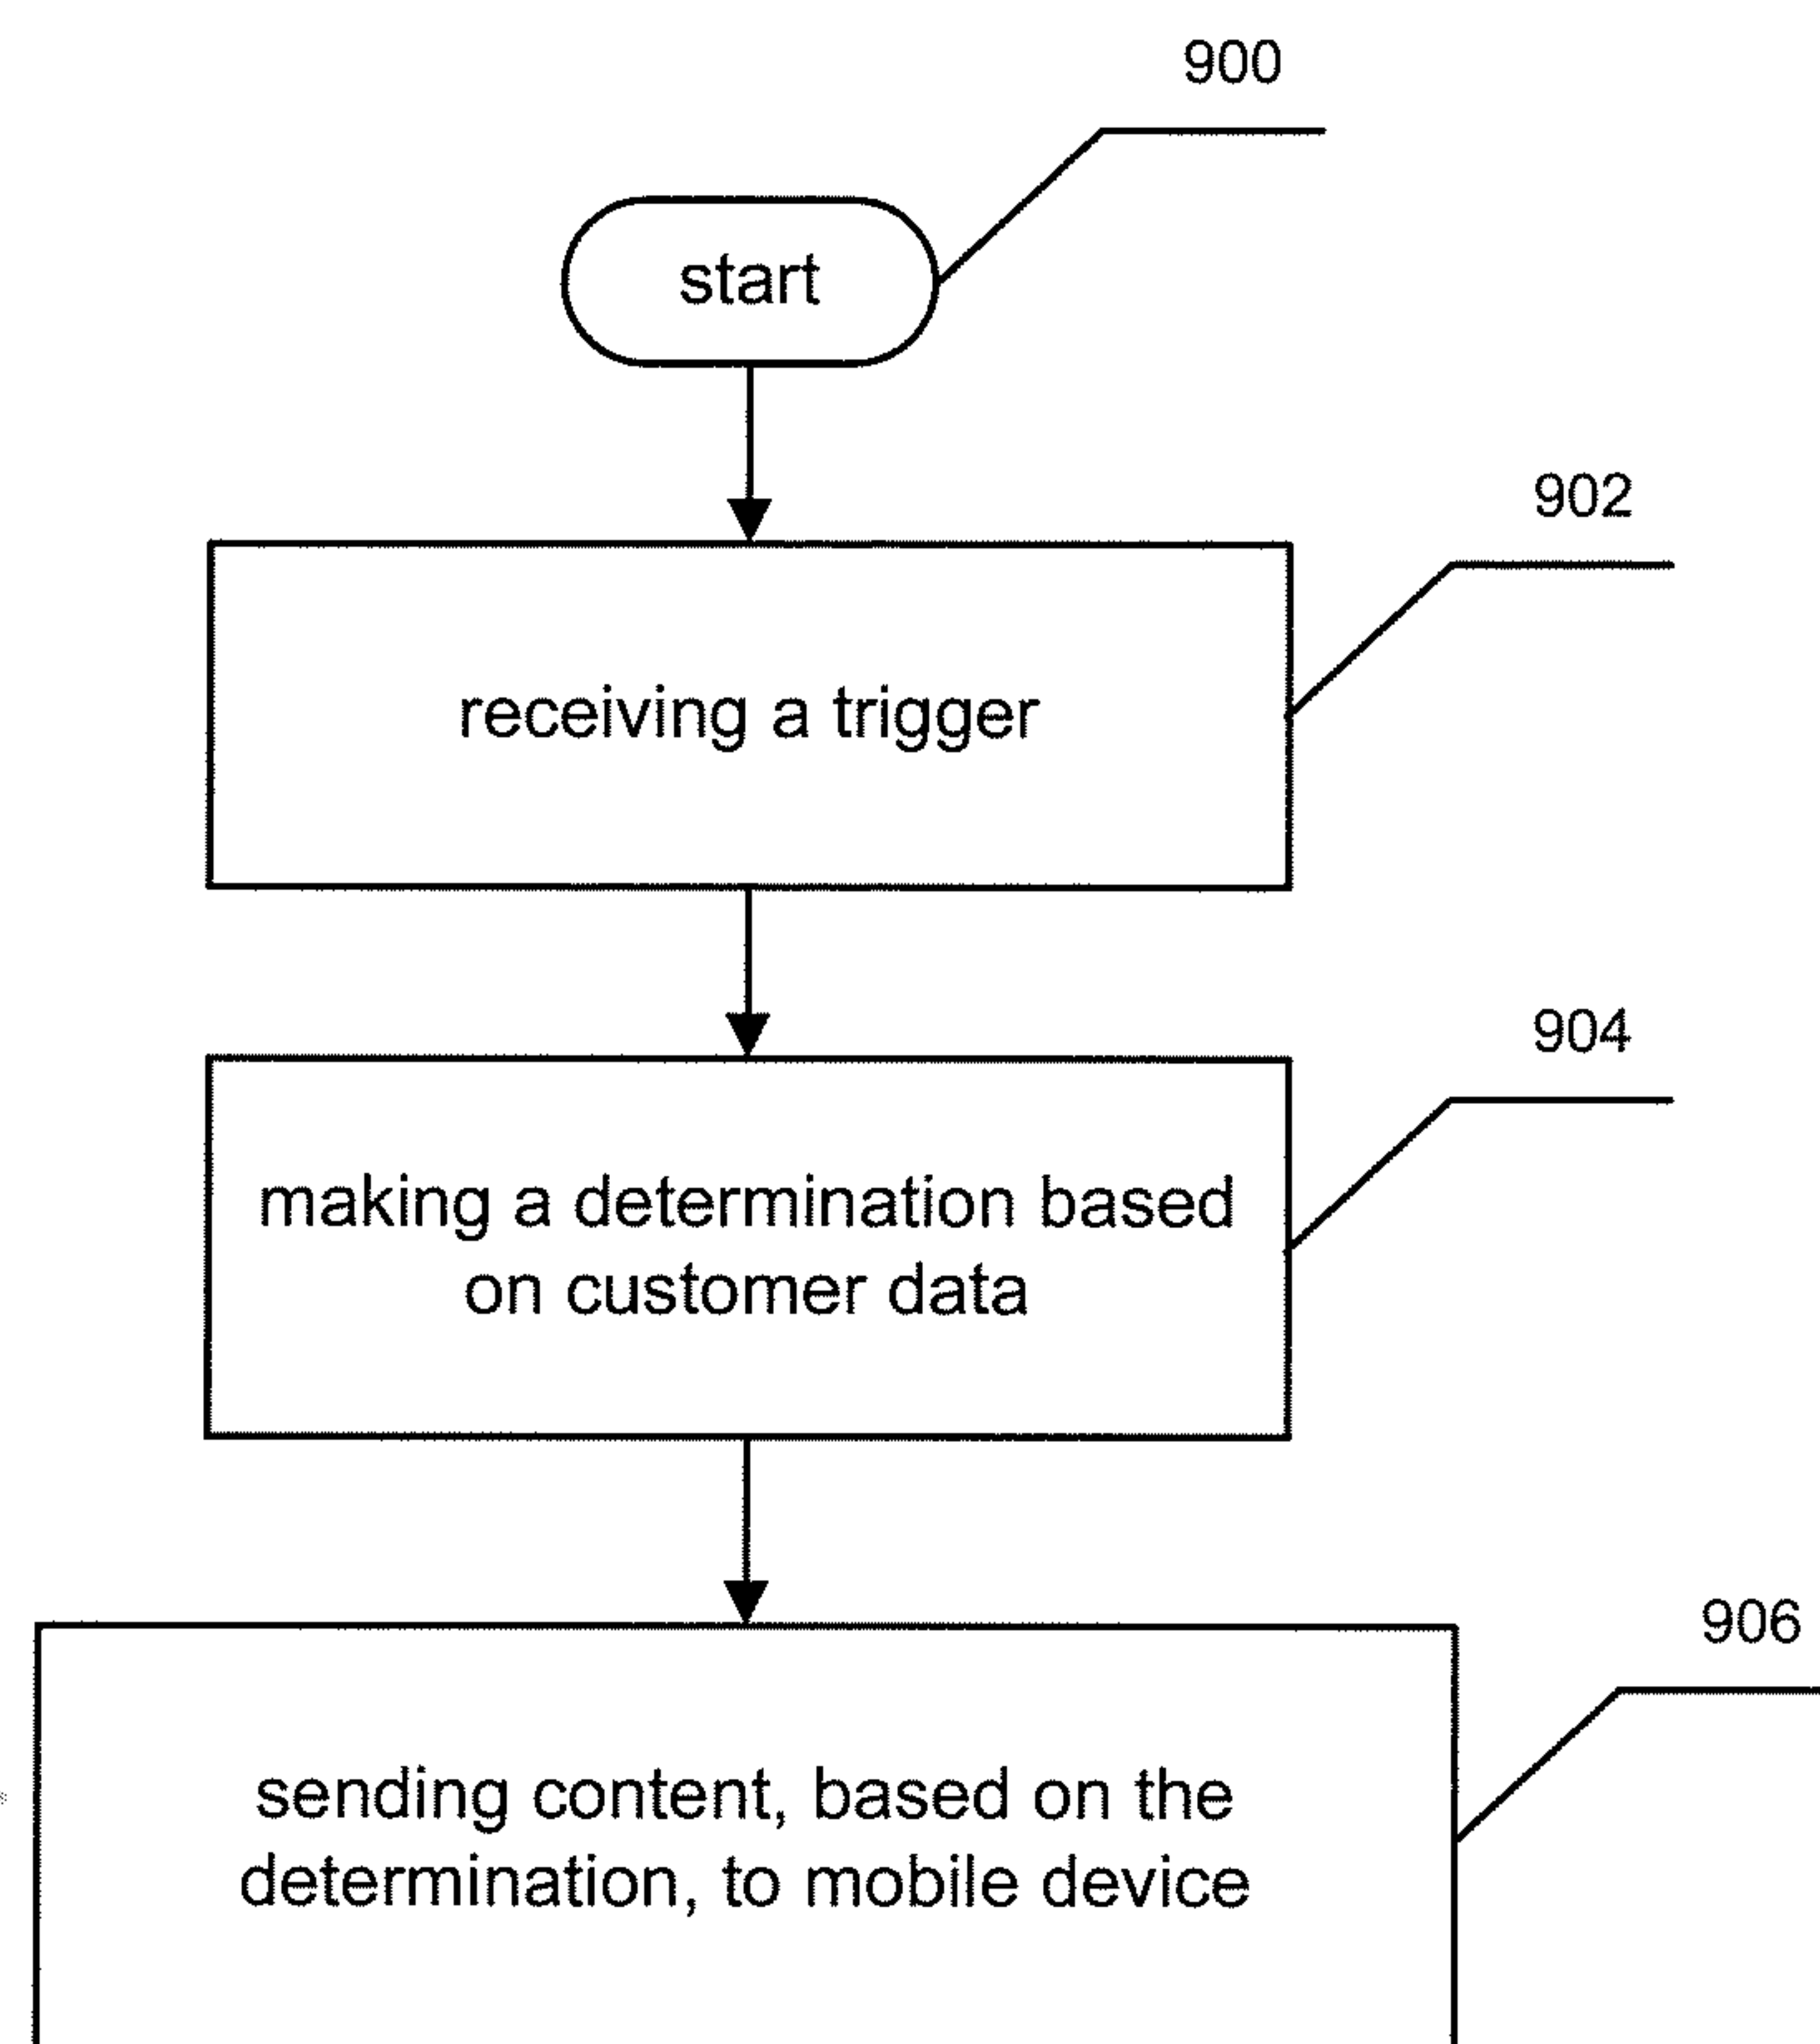 900
start
902
receiving a trigger
904
making a determination based
on customer data
906
sending content, based on the
determination, to mobile device